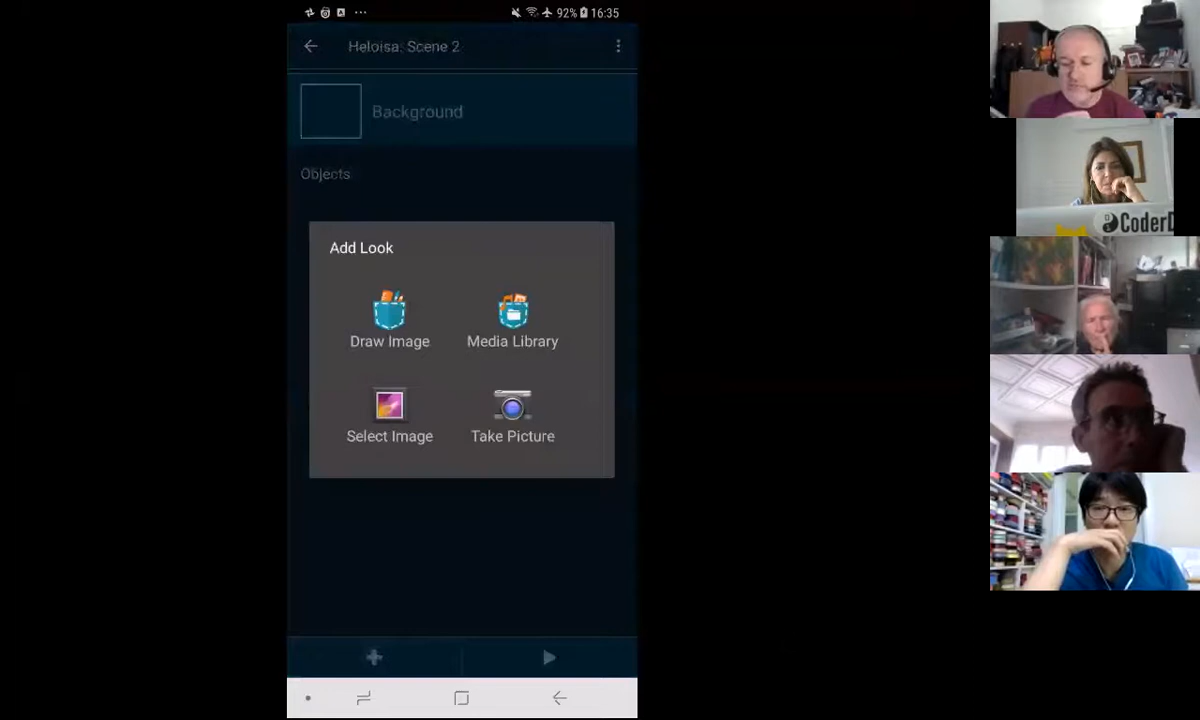 92% 16:35
Heloisa: Scene 2
Background
Objects
Add Look
Draw Image
Media Library
Select Image
Take Picture
CoderD